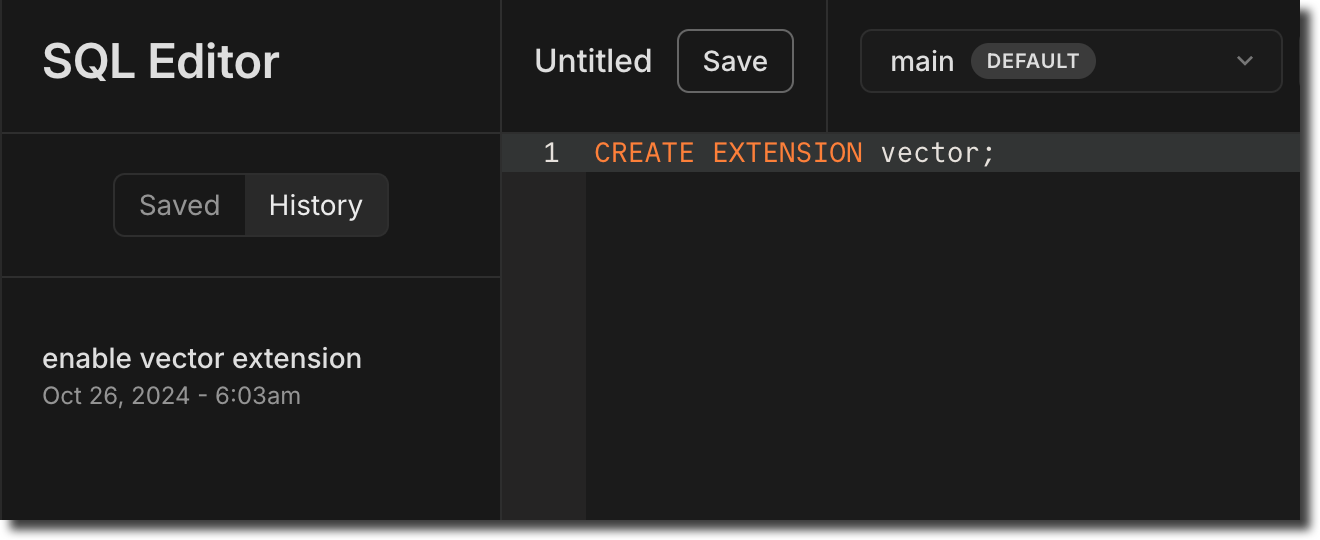 SQL Editor
Untitled
Save
main DEFAULT
Saved
History
1 CREATE EXTENSION vector;
enable vector extension
Oct 26, 2024 - 6:03am